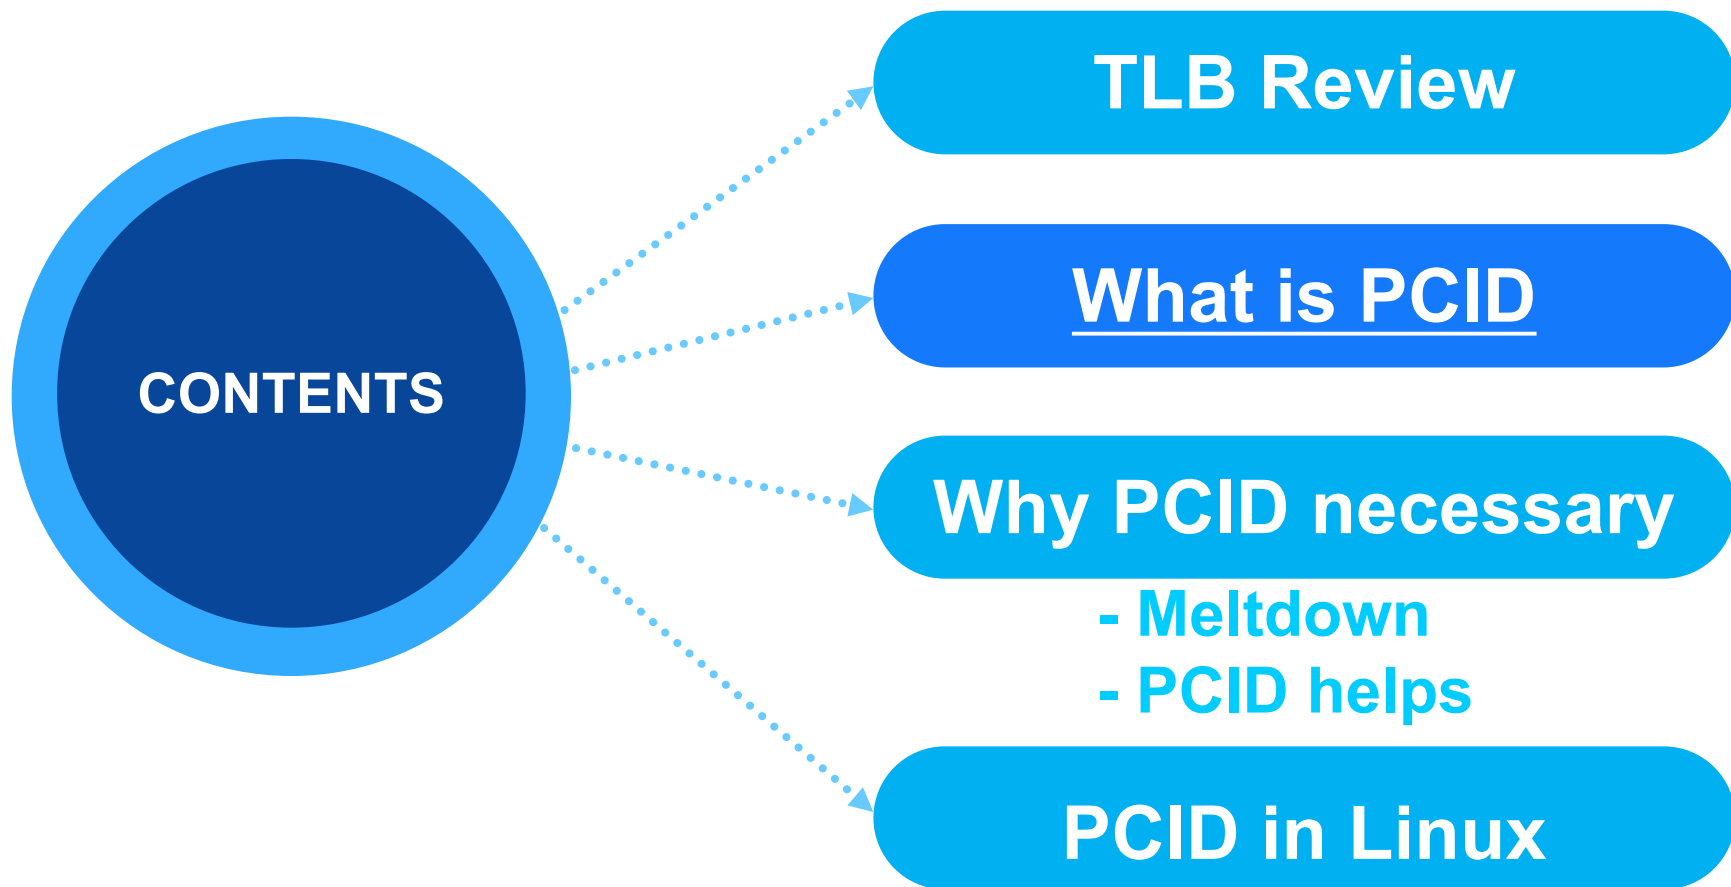 CONTENTS
TLB Review
What is PCID
Why PCID necessary
- Meltdown
- PCID helps
PCID in Linux